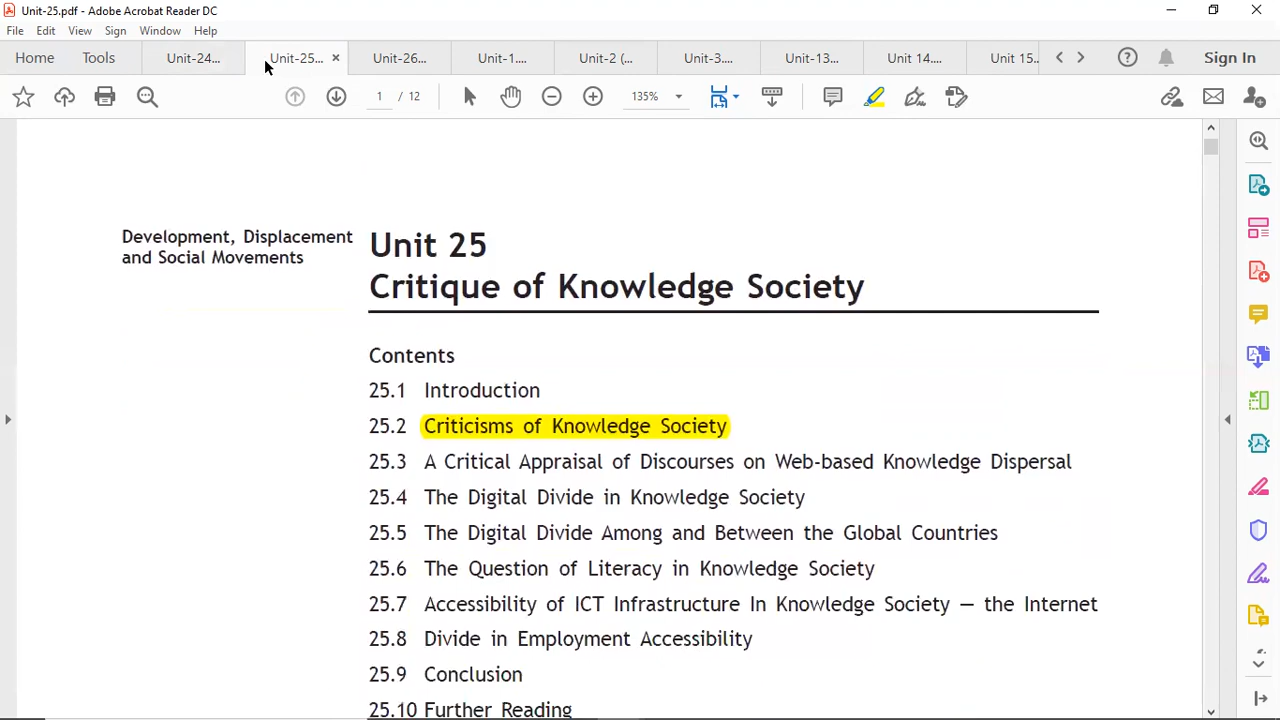 Unit-25.pdf - Adobe Acrobat Reader DC
File Edit View Sign Window Help
Home Tools Unit-24... Unit-25... × Unit-26... Unit-1.... Unit-2 (... Unit-3.... Unit-13... Unit 14.... Unit 15.. Sign In
1 / 12 135%
Development, Displacement
and Social Movements
Unit 25
Critique of Knowledge Society
Contents
25.1 Introduction
25.2 Criticisms of Knowledge Society
25.3 A Critical Appraisal of Discourses on Web-based Knowledge Dispersal
25.4 The Digital Divide in Knowledge Society
25.5 The Digital Divide Among and Between the Global Countries
25.6 The Question of Literacy in Knowledge Society
25.7 Accessibility of ICT Infrastructure In Knowledge Society — the Internet
25.8 Divide in Employment Accessibility
25.9 Conclusion
25.10 Further Reading